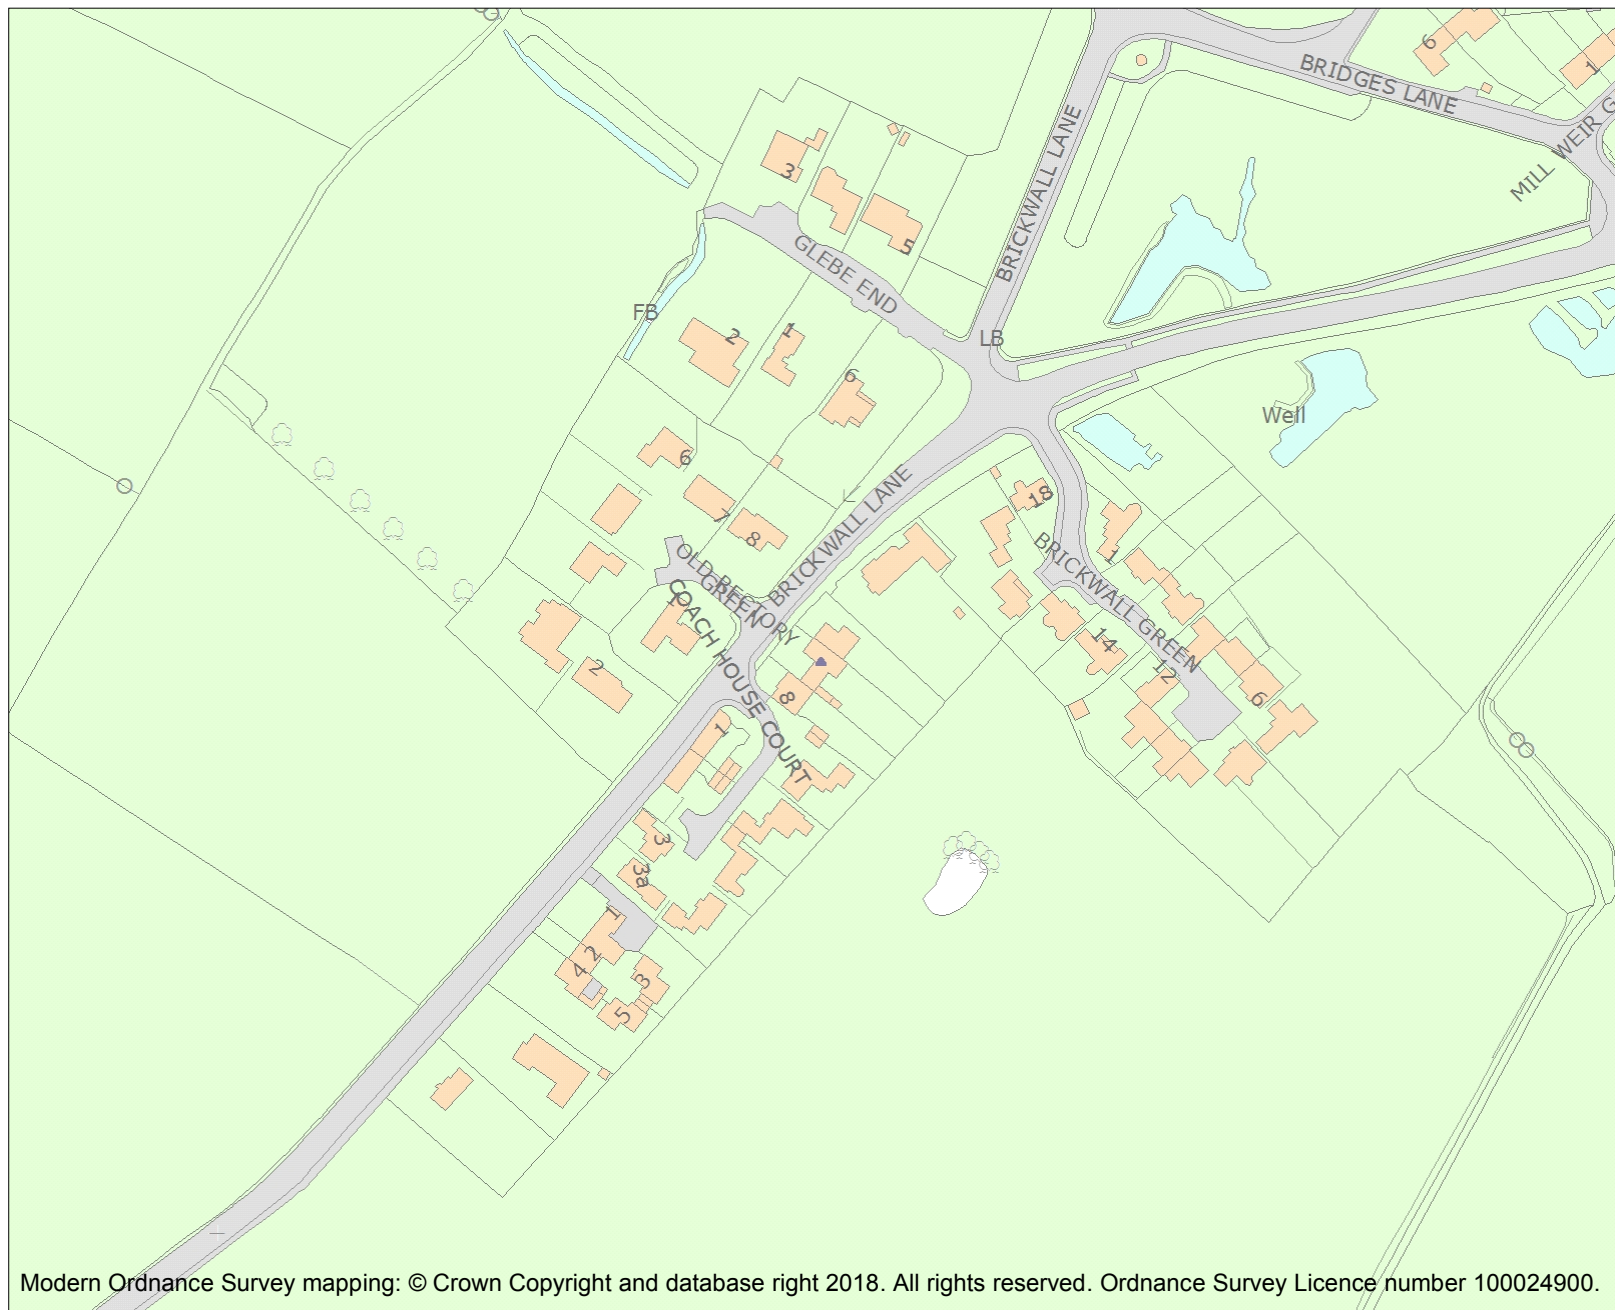 6
1
BRIDGES LANE
MILL WEIR G
BRICKWALL LANE
3
5
GLEBE END
FB
LB
2
1
6
Well
6
7
8
BRICKWALL LANE
18
1
BRICKWALL GREEN
14
12
6
OLD RECTORY
GREEN
1
COACH HOUSE COURT
2
8
1
3
3a
1
2
4
3
5
Modern Ordnance Survey mapping: © Crown Copyright and database right 2018. All rights reserved. Ordnance Survey Licence number 100024900.